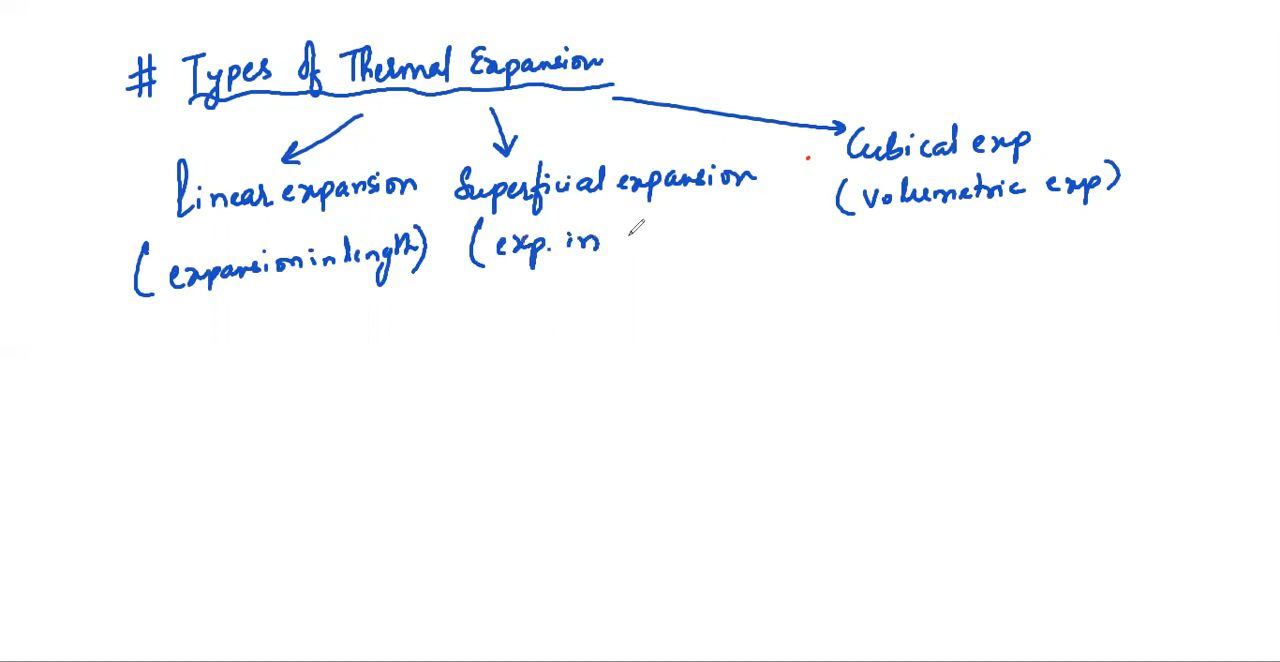 # Types of Thermal Expansion
Linear expansion
(expansion in length)
Superficial expansion
(exp. in
Cubical exp
(volumetric exp)